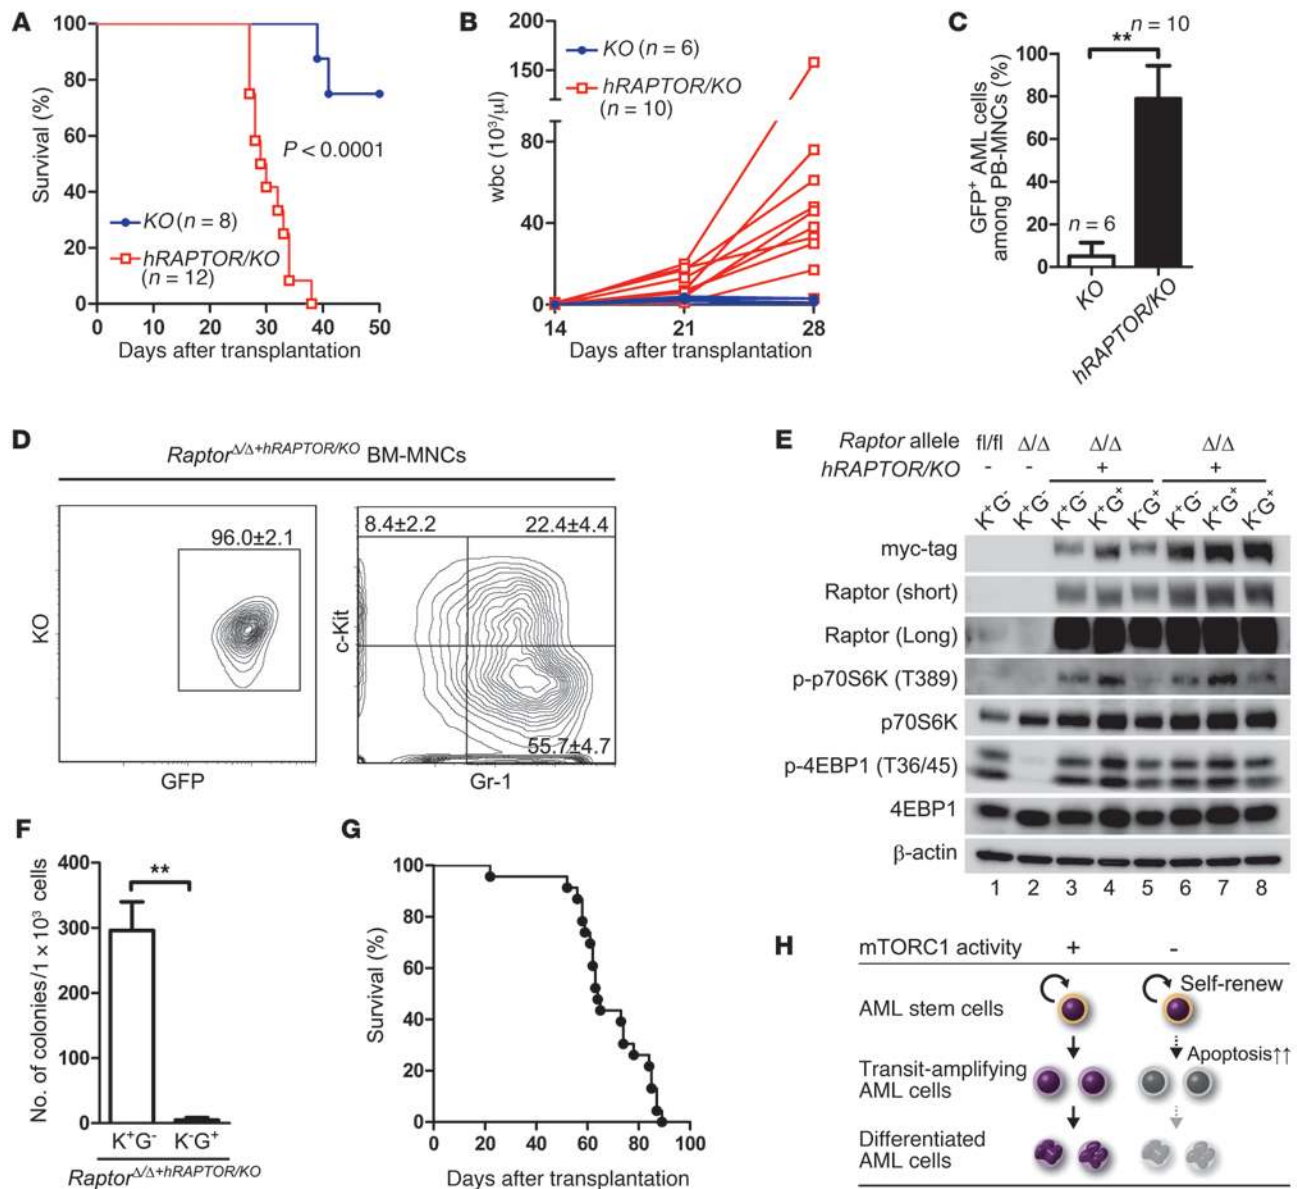 A
Survival (%)
100
80
60
40
20
0
0 10 20 30 40 50
Days after transplantation
P < 0.0001
KO (n = 8)
hRAPTOR/KO
(n = 12)
B
wbc (10³/μl)
200
150
80
40
0
14 21 28
Days after transplantation
KO (n = 6)
hRAPTOR/KO
(n = 10)
C
GFP⁺ AML cells
among PB-MNCs (%)
100
80
60
40
20
0
n = 10
**
n = 6
KO
hRAPTOR/KO
D
Raptor^Δ/Δ+hRAPTOR/KO BM-MNCs
96.0±2.1
KO
GFP
8.4±2.2 22.4±4.4
55.7±4.7
c-Kit
Gr-1
E
Raptor allele fl/fl Δ/Δ Δ/Δ Δ/Δ
hRAPTOR/KO - - + +
K⁺G⁻ K⁺G⁻ K⁺G⁻ K⁺G⁺ K⁻G⁺ K⁺G⁻ K⁺G⁺ K⁻G⁺
myc-tag
Raptor (short)
Raptor (Long)
p-p70S6K (T389)
p70S6K
p-4EBP1 (T36/45)
4EBP1
β-actin
1 2 3 4 5 6 7 8
F
No. of colonies/1 × 10³ cells
400
300
200
100
0
**
K⁺G⁻ K⁻G⁺
Raptor^Δ/Δ+hRAPTOR/KO
G
Survival (%)
100
80
60
40
20
0
0 20 40 60 80 100
Days after transplantation
H
mTORC1 activity + -
AML stem cells
Self-renew
Apoptosis↑↑
Transit-amplifying
AML cells
Differentiated
AML cells